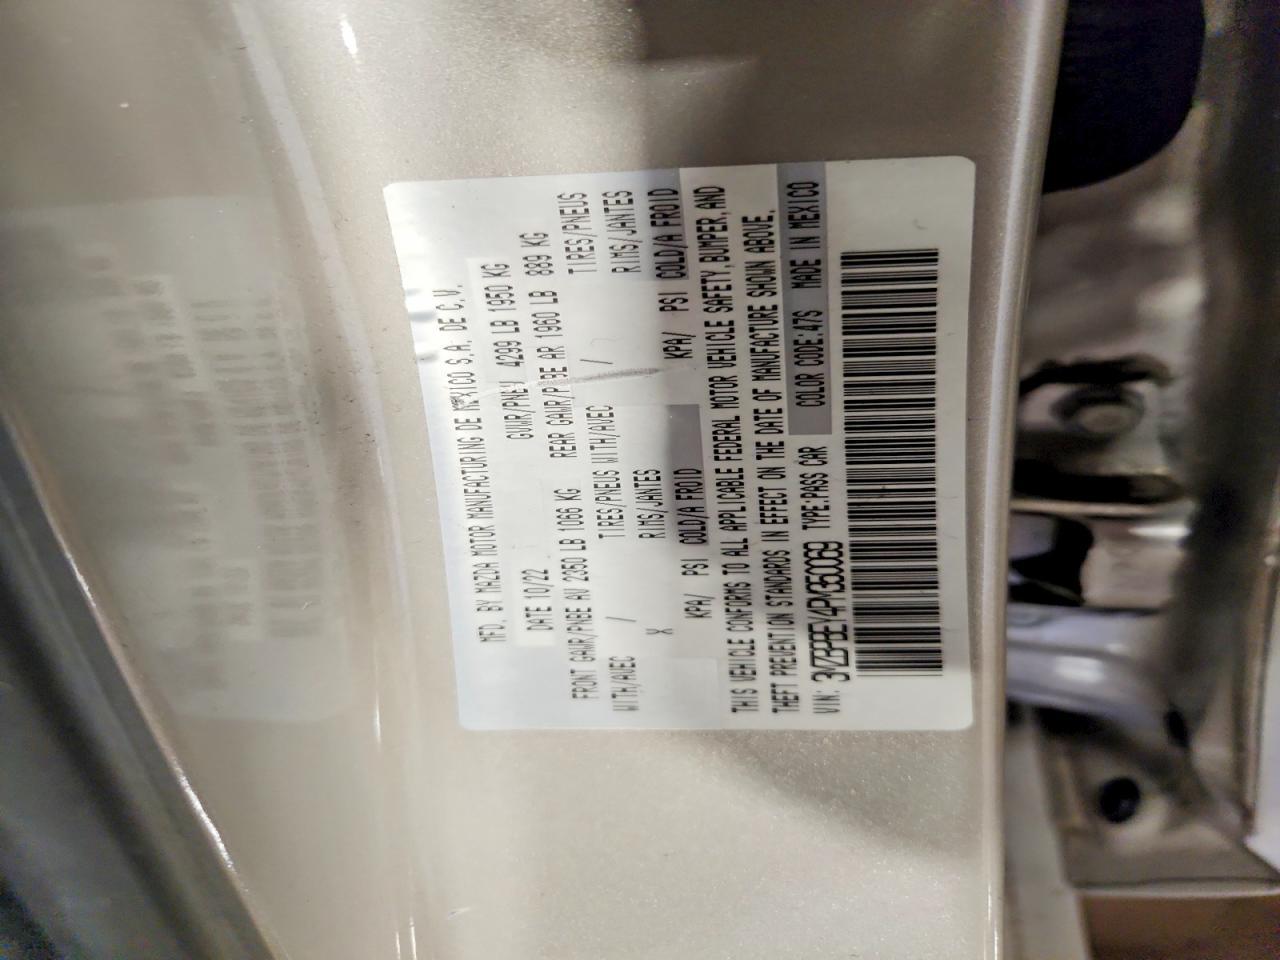 MFD. BY MAZDA MOTOR MANUFACTURING DE MEXICO S.A. DE C.V.
DATE 10/22 GVWR/PNBV 4299 LB 1950 KG
FRONT GAWR/PNBE AV 2350 LB 1066 KG REAR GAWR/PNBE AR 1960 LB 889 KG
WITH/AVEC / TIRES/PNEUS WITH/AVEC / TIRES/PNEUS
X RIMS/JANTES RIMS/JANTES
KPA/ PSI COLD/A FROID KPA/ PSI COLD/A FROID
THIS VEHICLE CONFORMS TO ALL APPLICABLE FEDERAL MOTOR VEHICLE SAFETY, BUMPER, AND
THEFT PREVENTION STANDARDS IN EFFECT ON THE DATE OF MANUFACTURE SHOWN ABOVE.
VIN: 3MZBPBEY4PM350069 TYPE:PASS CAR COLOR CODE:47S MADE IN MEXICO